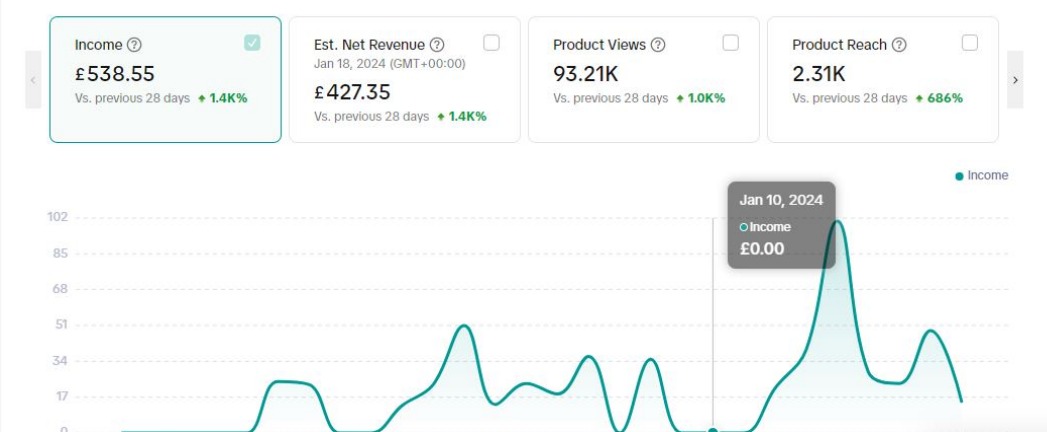 Income
£538.55
Vs. previous 28 days 1.4K%
Est. Net Revenue
Jan 18, 2024 (GMT+00:00)
£427.35
Vs. previous 28 days 1.4K%
Product Views
93.21K
Vs. previous 28 days 1.0K%
Product Reach
2.31K
Vs. previous 28 days 686%
Income
Jan 10, 2024
Income
£0.00
102
85
68
51
34
17
0